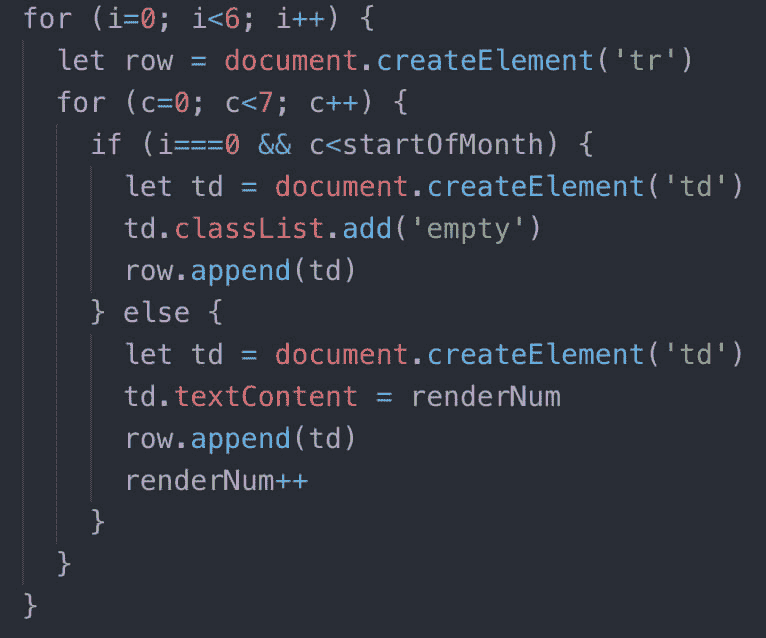 for (i=0; i<6; i++) {
  let row = document.createElement('tr')
  for (c=0; c<7; c++) {
    if (i===0 && c<startOfMonth) {
      let td = document.createElement('td')
      td.classList.add('empty')
      row.append(td)
    } else {
      let td = document.createElement('td')
      td.textContent = renderNum
      row.append(td)
      renderNum++
    }
  }
}